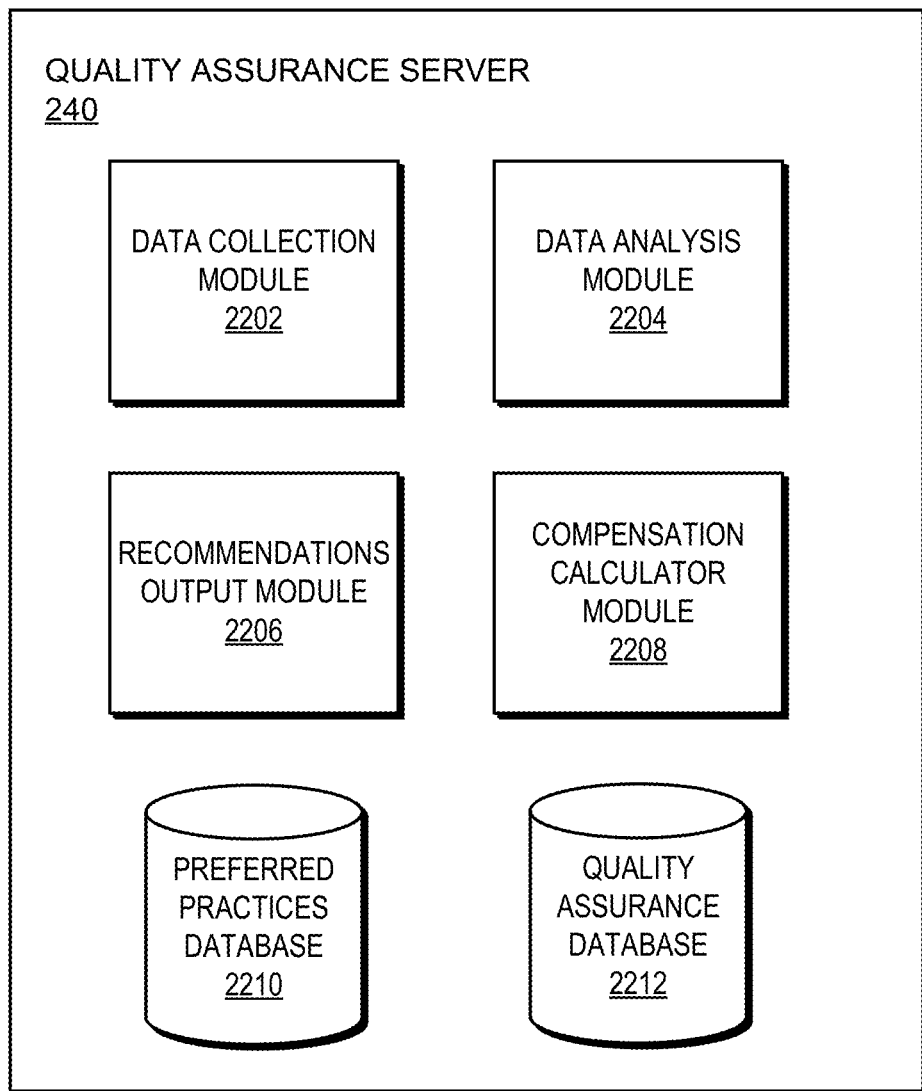 QUALITY ASSURANCE SERVER
240
DATA COLLECTION
MODULE
2202
DATA ANALYSIS
MODULE
2204
RECOMMENDATIONS
OUTPUT MODULE
2206
COMPENSATION
CALCULATOR
MODULE
2208
PREFERRED
PRACTICES
DATABASE
2210
QUALITY
ASSURANCE
DATABASE
2212